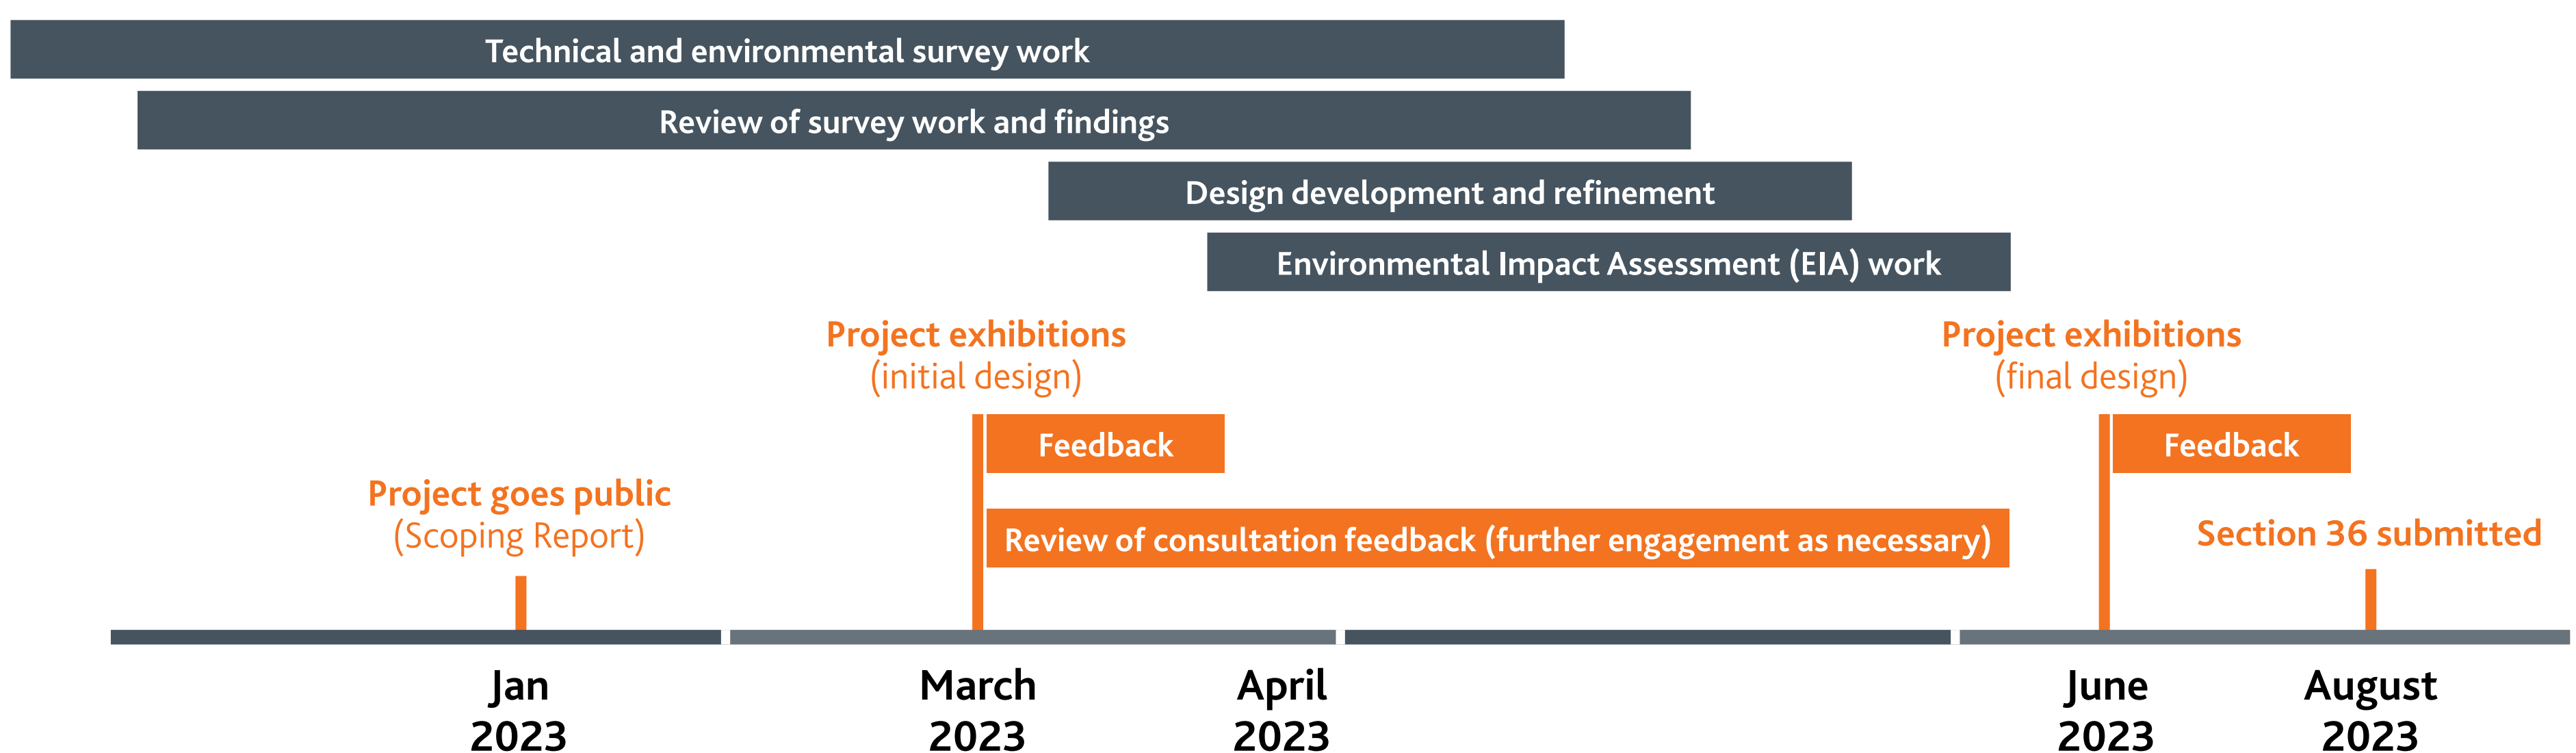 Technical and environmental survey work
Review of survey work and findings
Design development and refinement
Environmental Impact Assessment (EIA) work
Project exhibitions
(initial design)
Project exhibitions
(final design)
Feedback
Feedback
Project goes public
(Scoping Report)
Review of consultation feedback (further engagement as necessary)
Section 36 submitted
Jan
2023
March
2023
April
2023
June
2023
August
2023